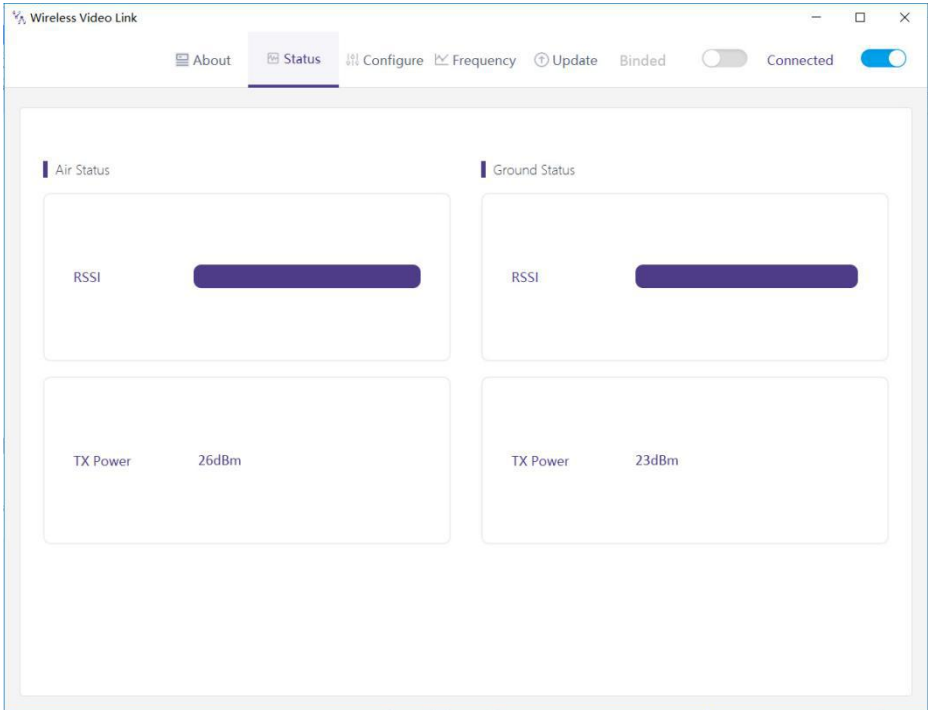 Wireless Video Link
About Status Configure Frequency Update Binded Connected
Air Status Ground Status
RSSI RSSI
TX Power 26dBm TX Power 23dBm